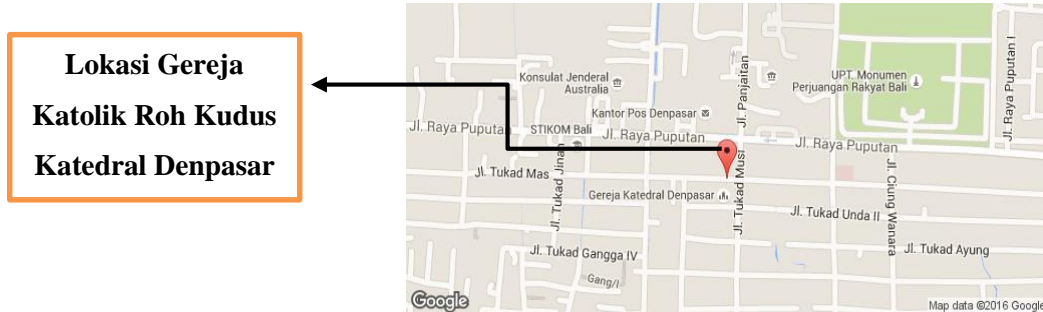 Lokasi Gereja
Katolik Roh Kudus
Katedral Denpasar
Konsulat Jenderal
Australia
Kantor Pos Denpasar
Jl. Panjaitan
UPT. Monumen
Perjuangan Rakyat Bali
Jl. Raya Puputan I
Jl. Raya Puputan
STIKOM Bali
Jl. Raya Puputan
Jl. Raya Puputan
Jl. Tukad Mas
Jl. Tukad Jinah
Gereja Katedral Denpasar
Jl. Tukad Musi
Jl. Ciung Wanara
Jl. Tukad Unda II
Jl. Tukad Gangga IV
Jl. Tukad Ayung
Gang/I
Google
Map data ©2016 Google